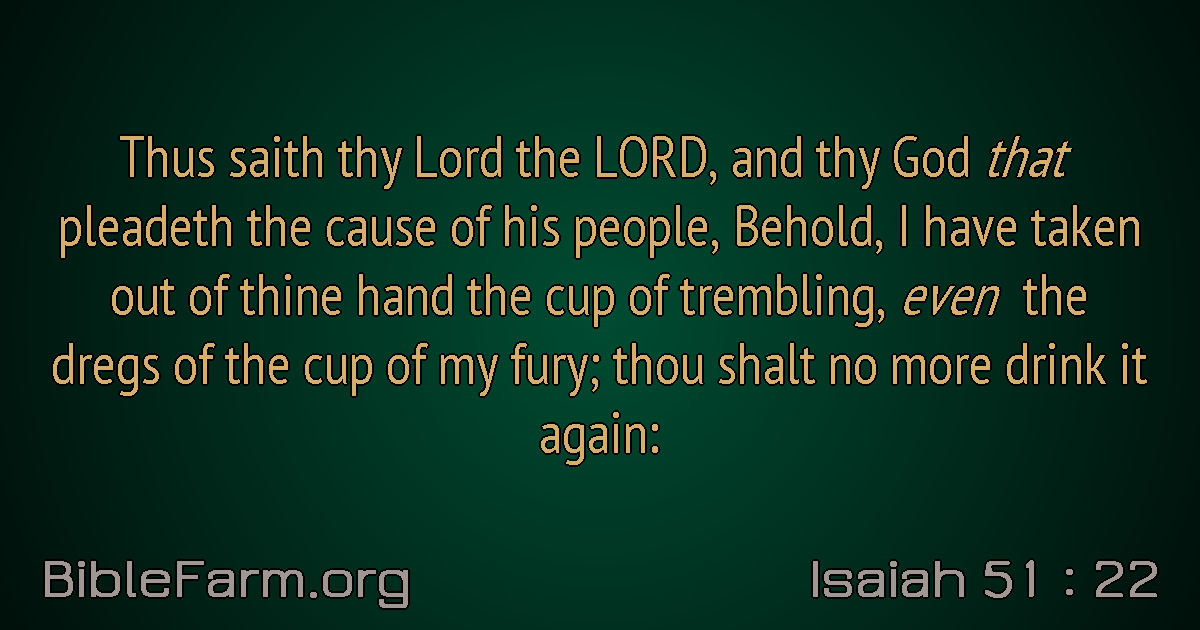 Thus saith thy Lord the LORD, and thy God that
pleadeth the cause of his people, Behold, I have taken
out of thine hand the cup of trembling, even the
dregs of the cup of my fury; thou shalt no more drink it
again:
BibleFarm.org
Isaiah 51 : 22